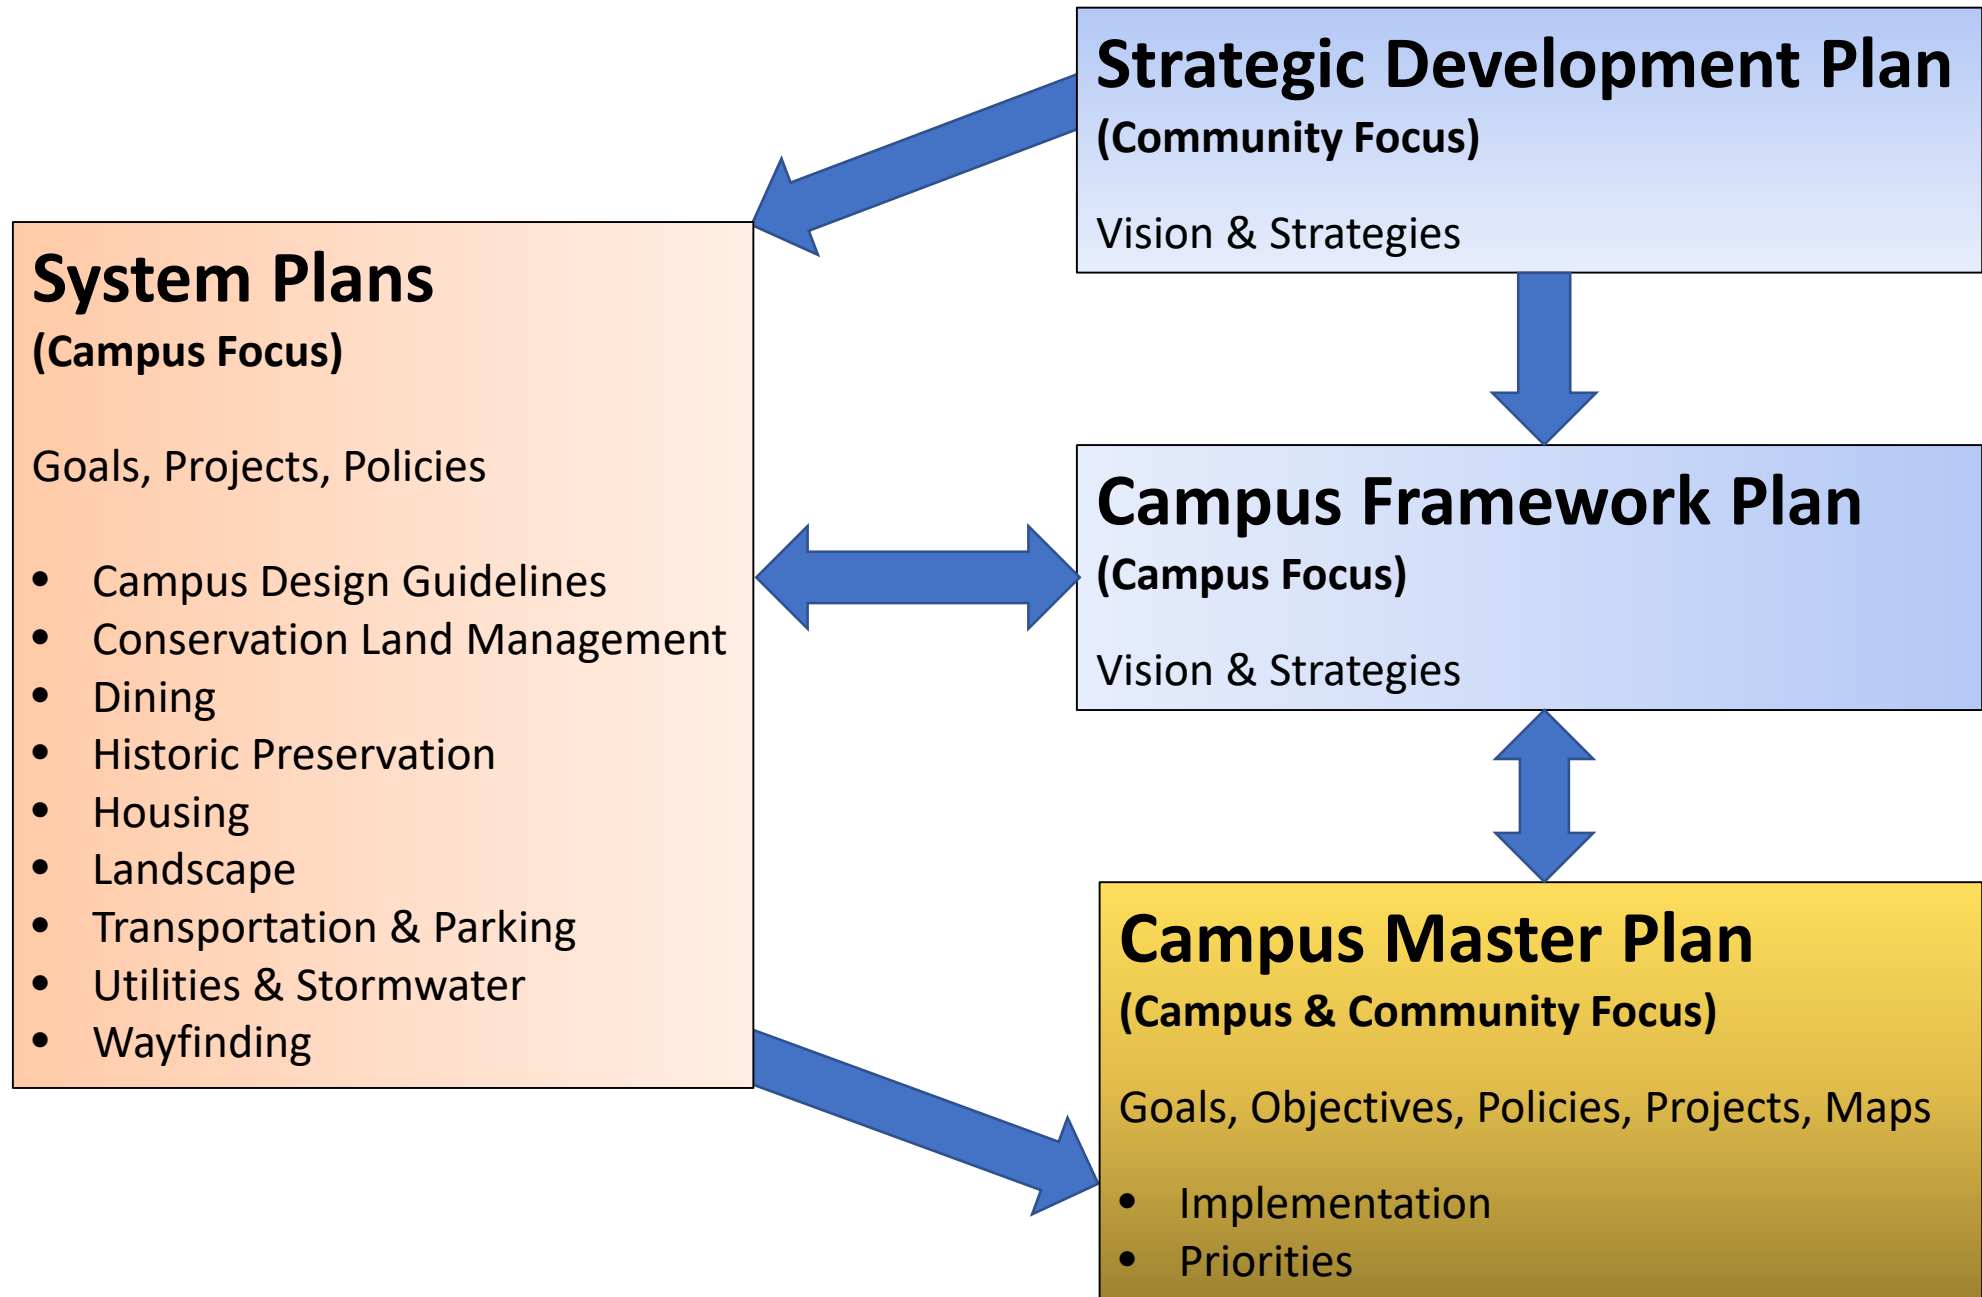 Strategic Development Plan
(Community Focus)
Vision & Strategies
System Plans
(Campus Focus)
Goals, Projects, Policies
• Campus Design Guidelines
• Conservation Land Management
• Dining
• Historic Preservation
• Housing
• Landscape
• Transportation & Parking
• Utilities & Stormwater
• Wayfinding
Campus Framework Plan
(Campus Focus)
Vision & Strategies
Campus Master Plan
(Campus & Community Focus)
Goals, Objectives, Policies, Projects, Maps
• Implementation
• Priorities